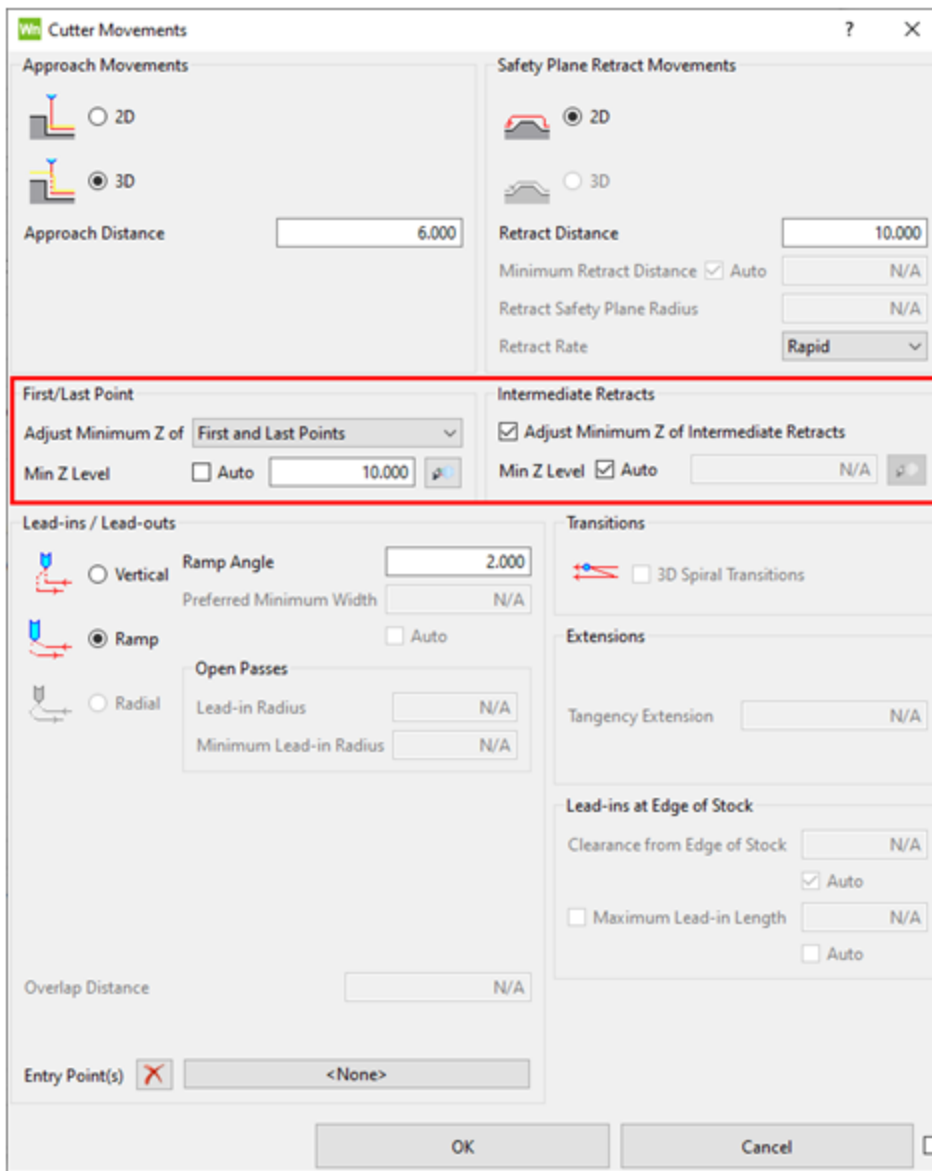 Wn Cutter Movements ?
Approach Movements
2D
3D
Approach Distance 6.000
Safety Plane Retract Movements
2D
3D
Retract Distance 10.000
Minimum Retract Distance Auto N/A
Retract Safety Plane Radius N/A
Retract Rate Rapid
First/Last Point
Adjust Minimum Z of First and Last Points
Min Z Level Auto 10.000
Intermediate Retracts
Adjust Minimum Z of Intermediate Retracts
Min Z Level Auto N/A
Lead-ins / Lead-outs
Vertical
Ramp
Radial
Ramp Angle 2.000
Preferred Minimum Width N/A
Auto
Open Passes
Lead-in Radius N/A
Minimum Lead-in Radius N/A
Overlap Distance N/A
Entry Point(s) <None>
Transitions
3D Spiral Transitions
Extensions
Tangency Extension N/A
Lead-ins at Edge of Stock
Clearance from Edge of Stock N/A
Auto
Maximum Lead-in Length N/A
Auto
OK
Cancel